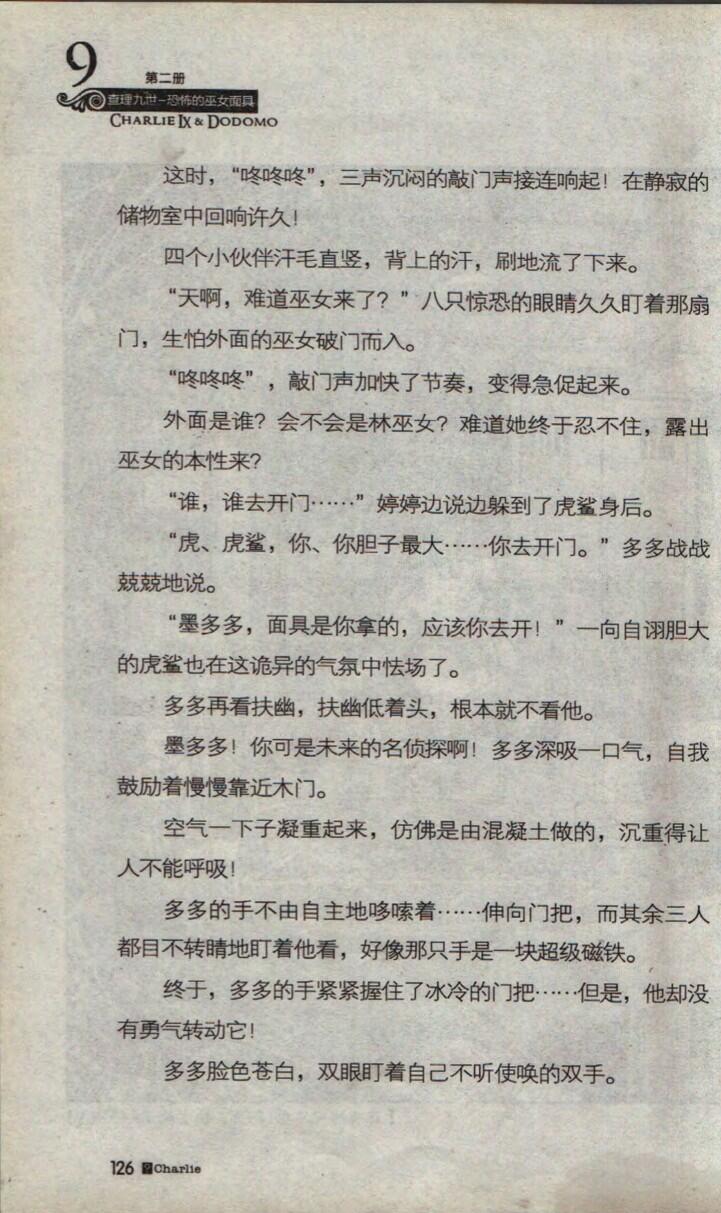 9
第二册
查理九世-恐怖的巫女面具
CHARLIE IX & DODOMO
这时，“咚咚咚”，三声沉闷的敲门声接连响起！在静寂的
储物室中回响许久！
四个小伙伴汗毛直竖，背上的汗，刷地流了下来。
“天啊，难道巫女来了？”八只惊恐的眼睛久久盯着那扇
门，生怕外面的巫女破门而入。
“咚咚咚”，敲门声加快了节奏，变得急促起来。
外面是谁？会不会是林巫女？难道她终于忍不住，露出
巫女的本性来？
“谁，谁去开门……”婷婷边说边躲到了虎鲨身后。
“虎、虎鲨，你、你胆子最大……你去开门。”多多战战
兢兢地说。
“墨多多，面具是你拿的，应该你去开！”一向自诩胆大
的虎鲨也在这诡异的气氛中怯场了。
多多再看扶幽，扶幽低着头，根本就不看他。
墨多多！你可是未来的名侦探啊！多多深吸一口气，自我
鼓励着慢慢靠近木门。
空气一下子凝重起来，仿佛是由混凝土做的，沉重得让
人不能呼吸！
多多的手不由自主地哆嗦着……伸向门把，而其余三人
都目不转睛地盯着他看，好像那只手是一块超级磁铁。
终于，多多的手紧紧握住了冰冷的门把……但是，他却没
有勇气转动它！
多多脸色苍白，双眼盯着自己不听使唤的双手。
126 9 Charlie